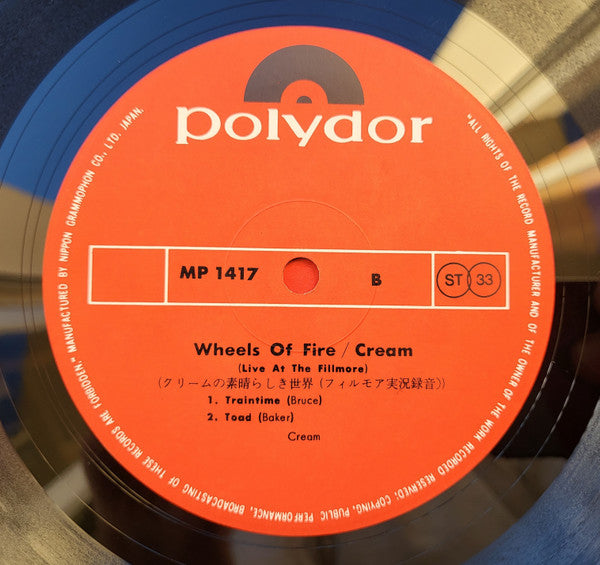 polydor
MP 1417
B
ST 33
Wheels Of Fire / Cream
(Live At The Fillmore)
(クリームの素晴らしき世界 (フィルモア実況録音))
1. Traintime (Bruce)
2. Toad (Baker)
Cream
"ALL RIGHTS OF THE RECORD MANUFACTURER AND OF THE OWNER OF THE WORK RECORDED RESERVED; COPYING, PUBLIC PERFORMANCE, BROADCASTING OF THESE RECORDS ARE FORBIDDEN" MANUFACTURED BY NIPPON GRAMMOPHON CO., LTD. JAPAN.